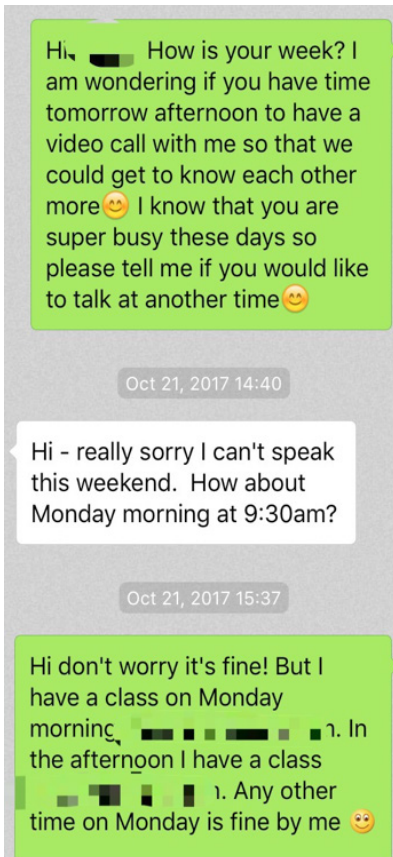 Hi, How is your week? I
am wondering if you have time
tomorrow afternoon to have a
video call with me so that we
could get to know each other
more😊 I know that you are
super busy these days so
please tell me if you would like
to talk at another time😊
Oct 21, 2017 14:40
Hi - really sorry I can't speak
this weekend. How about
Monday morning at 9:30am?
Oct 21, 2017 15:37
Hi don't worry it's fine! But I
have a class on Monday
morning . In
the afternoon I have a class
. Any other
time on Monday is fine by me 🙂